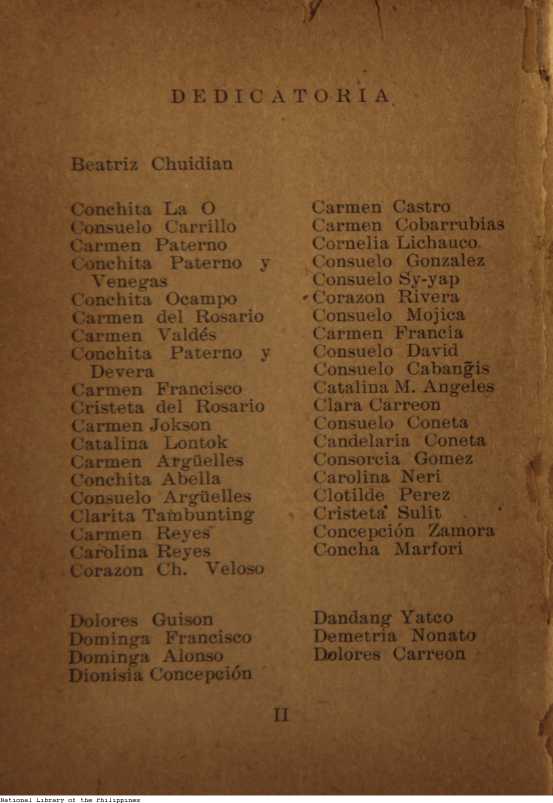 DEDICATORIA
Beatriz Chuidian
Conchita La O
Consuelo Carrillo
Carmen Paterno
Conchita Paterno y
Venegas
Conchita Ocampo
Carmen del Rosario
Carmen Valdés
Conchita Paterno y
Devera
Carmen Francisco
Cristeta del Rosario
Carmen Jokson
Catalina Lontok
Carmen Argüelles
Conchita Abella
Consuelo Argüelles
Clarita Tambunting
Carmen Reyes
Carolina Reyes
Corazon Ch. Veloso
Carmen Castro
Carmen Cobarrubias
Cornelia Lichauco.
Consuelo Gonzalez
Consuelo Sy-yap
Corazon Rivera
Consuelo Mojica
Carmen Francia
Consuelo David
Consuelo Cabang̃is
Catalina M. Angeles
Clara Carreon
Consuelo Coneta
Candelaria Coneta
Consorcia Gomez
Carolina Neri
Clotilde Perez
Cristeta Sulit
Concepción Zamora
Concha Marfori
Dolores Guison
Dominga Francisco
Dominga Alonso
Dionisia Concepción
Dandang Yatco
Demetria Nonato
Dolores Carreon
II
National Library of the Philippines